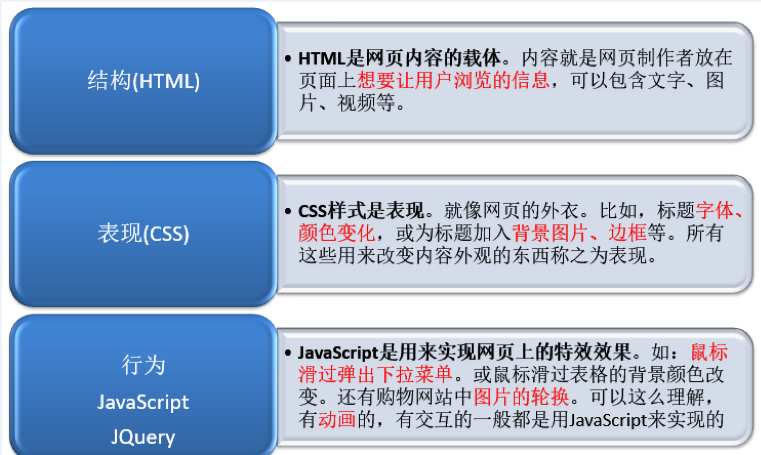 结构(HTML)
• HTML是网页内容的载体。内容就是网页制作者放在
页面上想要让用户浏览的信息，可以包含文字、图
片、视频等。
表现(CSS)
• CSS样式是表现。就像网页的外衣。比如，标题字体、
颜色变化，或为标题加入背景图片、边框等。所有
这些用来改变内容外观的东西称之为表现。
行为
JavaScript
JQuery
• JavaScript是用来实现网页上的特效效果。如：鼠标
滑过弹出下拉菜单。或鼠标滑过表格的背景颜色改
变。还有购物网站中图片的轮换。可以这么理解，
有动画的，有交互的一般都是用JavaScript来实现的